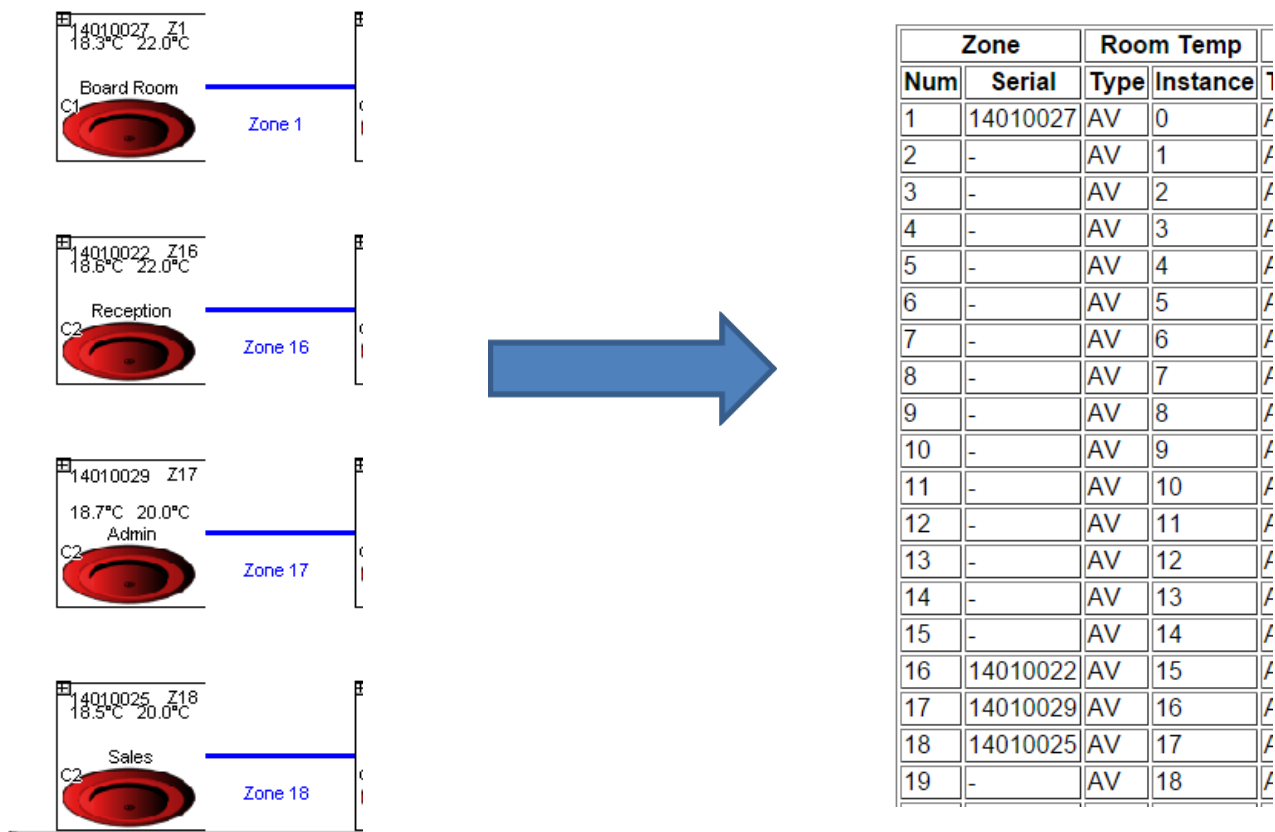 14010027 Z1
18.3°C 22.0°C
Board Room
C1
Zone 1
14010022 Z16
18.6°C 22.0°C
Reception
C2
Zone 16
14010029 Z17
18.7°C 20.0°C
Admin
C2
Zone 17
14010025 Z18
18.5°C 20.0°C
Sales
C2
Zone 18
Zone Room Temp
Num Serial Type Instance
1 14010027 AV 0
2 - AV 1
3 - AV 2
4 - AV 3
5 - AV 4
6 - AV 5
7 - AV 6
8 - AV 7
9 - AV 8
10 - AV 9
11 - AV 10
12 - AV 11
13 - AV 12
14 - AV 13
15 - AV 14
16 14010022 AV 15
17 14010029 AV 16
18 14010025 AV 17
19 - AV 18